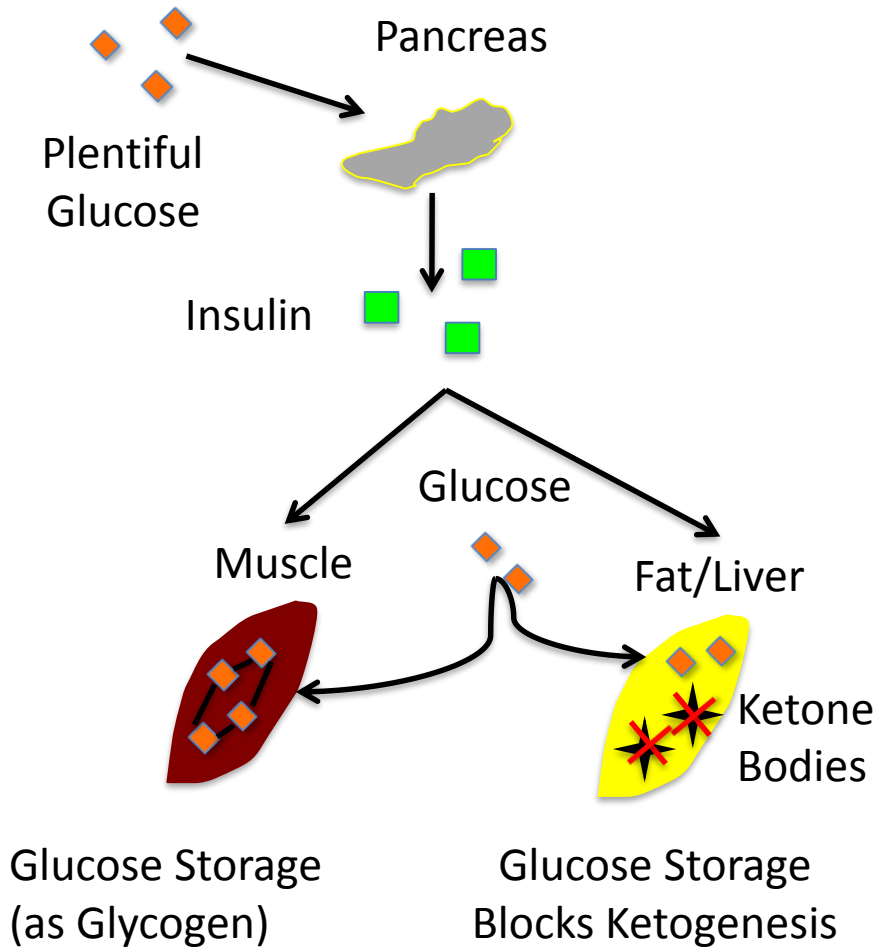 Pancreas
Plentiful
Glucose
Insulin
Glucose
Muscle
Fat/Liver
Ketone
Bodies
Glucose Storage
(as Glycogen)
Glucose Storage
Blocks Ketogenesis